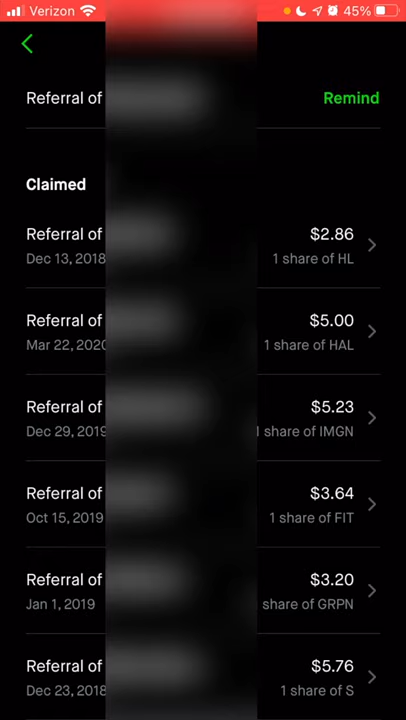 Verizon 45%
Referral of Remind
Claimed
Referral of $2.86
Dec 13, 2018 1 share of HL
Referral of $5.00
Mar 22, 2020 1 share of HAL
Referral of $5.23
Dec 29, 2019 share of IMGN
Referral of $3.64
Oct 15, 2019 1 share of FIT
Referral of $3.20
Jan 1, 2019 share of GRPN
Referral of $5.76
Dec 23, 2018 1 share of S